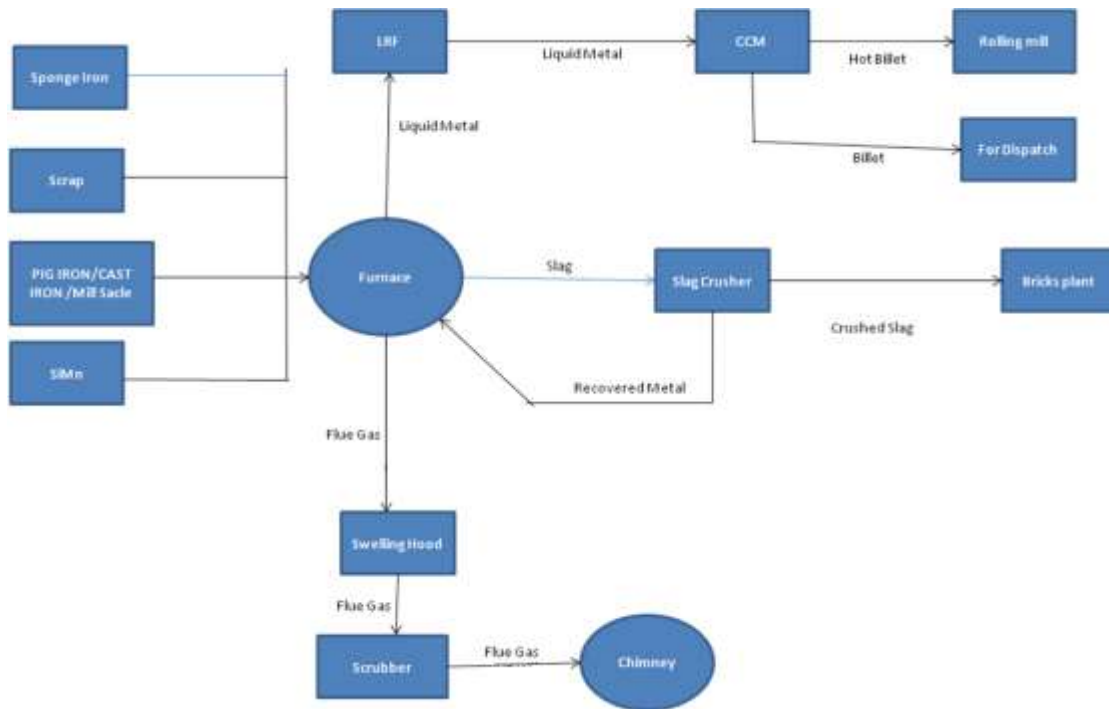 LRF
Liquid Metal
CCM
Hot Billet
Rolling mill
Sponge Iron
Liquid Metal
Billet
For Dispatch
Scrap
PIG IRON/CAST
IRON /Mill Sacle
Furnace
Slag
Slag Crusher
Bricks plant
Crushed Slag
SiMn
Recovered Metal
Flue Gas
Swelling Hood
Flue Gas
Scrubber
Flue Gas
Chimney